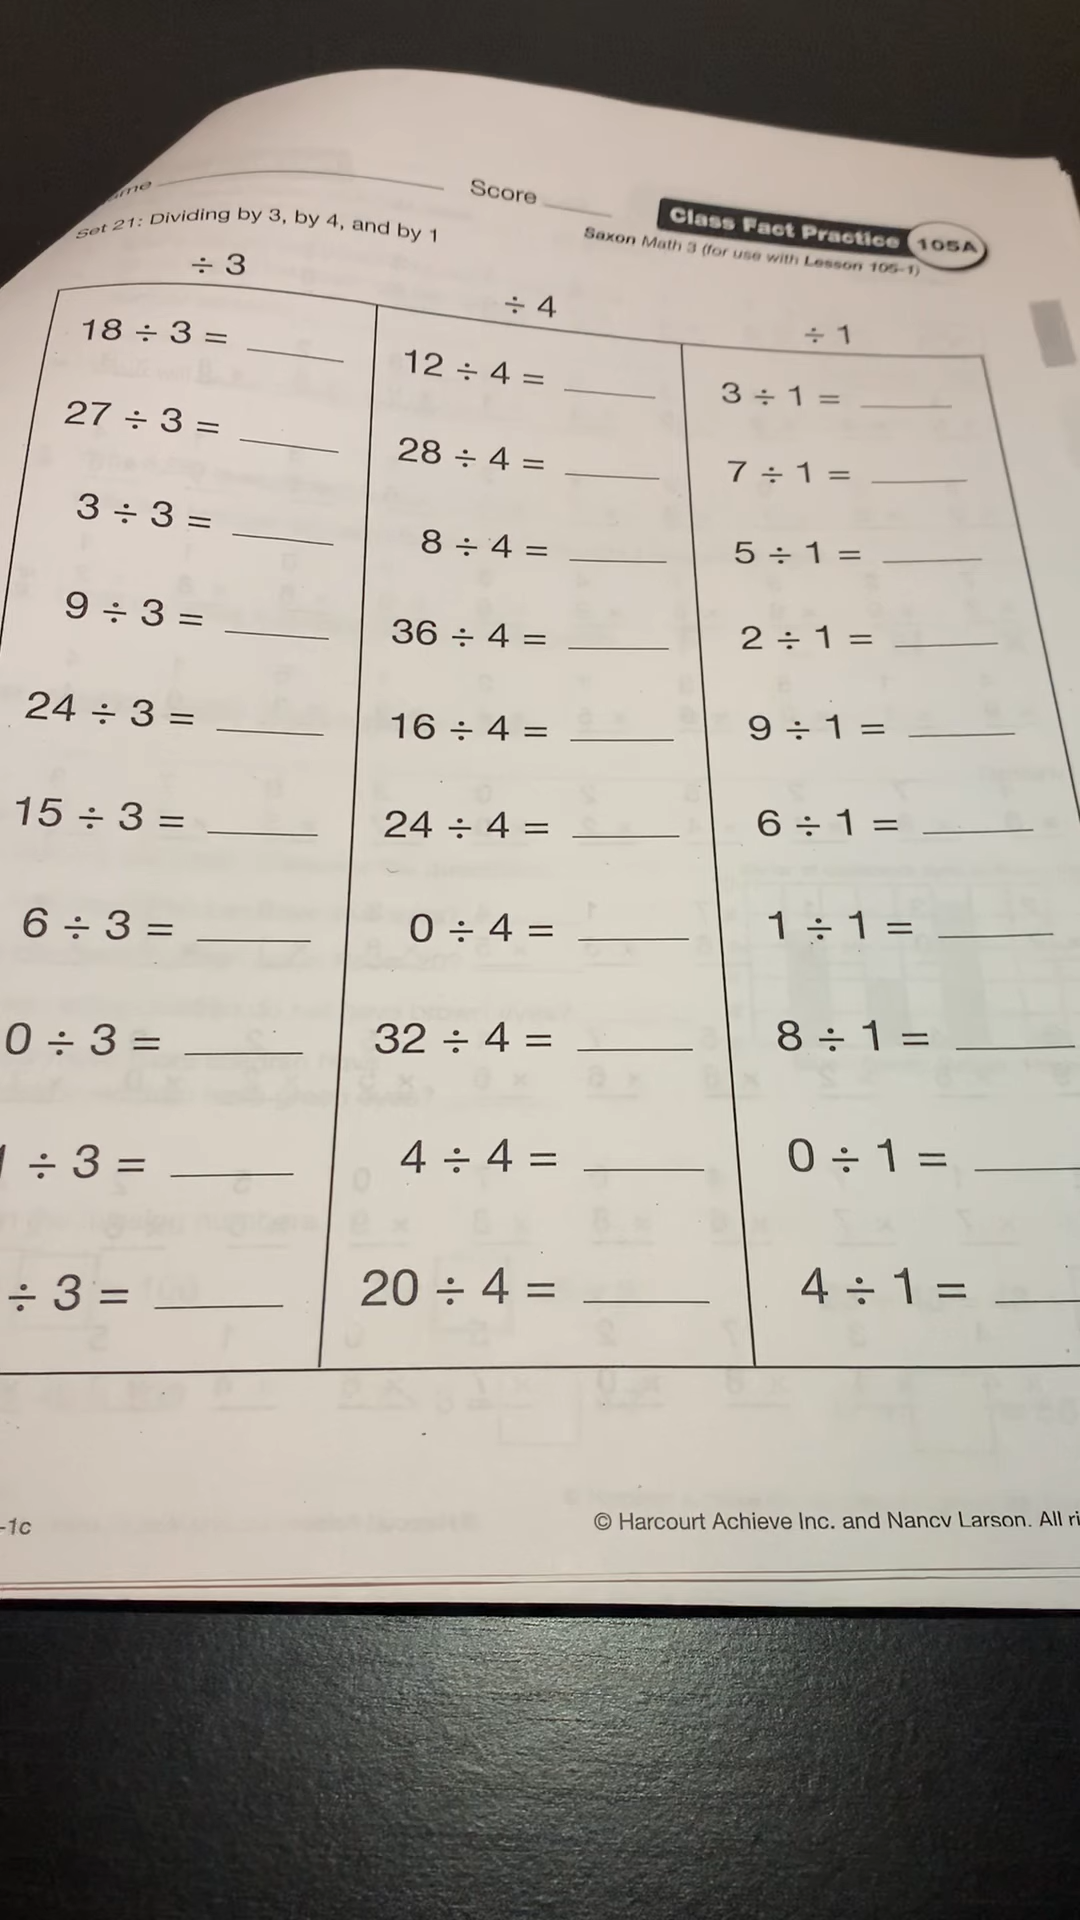 Score
Class Fact Practice 105A
Set 21: Dividing by 3, by 4, and by 1
Saxon Math 3 (for use with Lesson 105-1)
÷ 3
18 ÷ 3 =
27 ÷ 3 =
3 ÷ 3 =
9 ÷ 3 =
24 ÷ 3 =
15 ÷ 3 =
6 ÷ 3 =
0 ÷ 3 =
÷ 3 =
÷ 3 =
÷ 4
12 ÷ 4 =
28 ÷ 4 =
8 ÷ 4 =
36 ÷ 4 =
16 ÷ 4 =
24 ÷ 4 =
0 ÷ 4 =
32 ÷ 4 =
4 ÷ 4 =
20 ÷ 4 =
÷ 1
3 ÷ 1 =
7 ÷ 1 =
5 ÷ 1 =
2 ÷ 1 =
9 ÷ 1 =
6 ÷ 1 =
1 ÷ 1 =
8 ÷ 1 =
0 ÷ 1 =
4 ÷ 1 =
-1c
© Harcourt Achieve Inc. and Nancy Larson. All